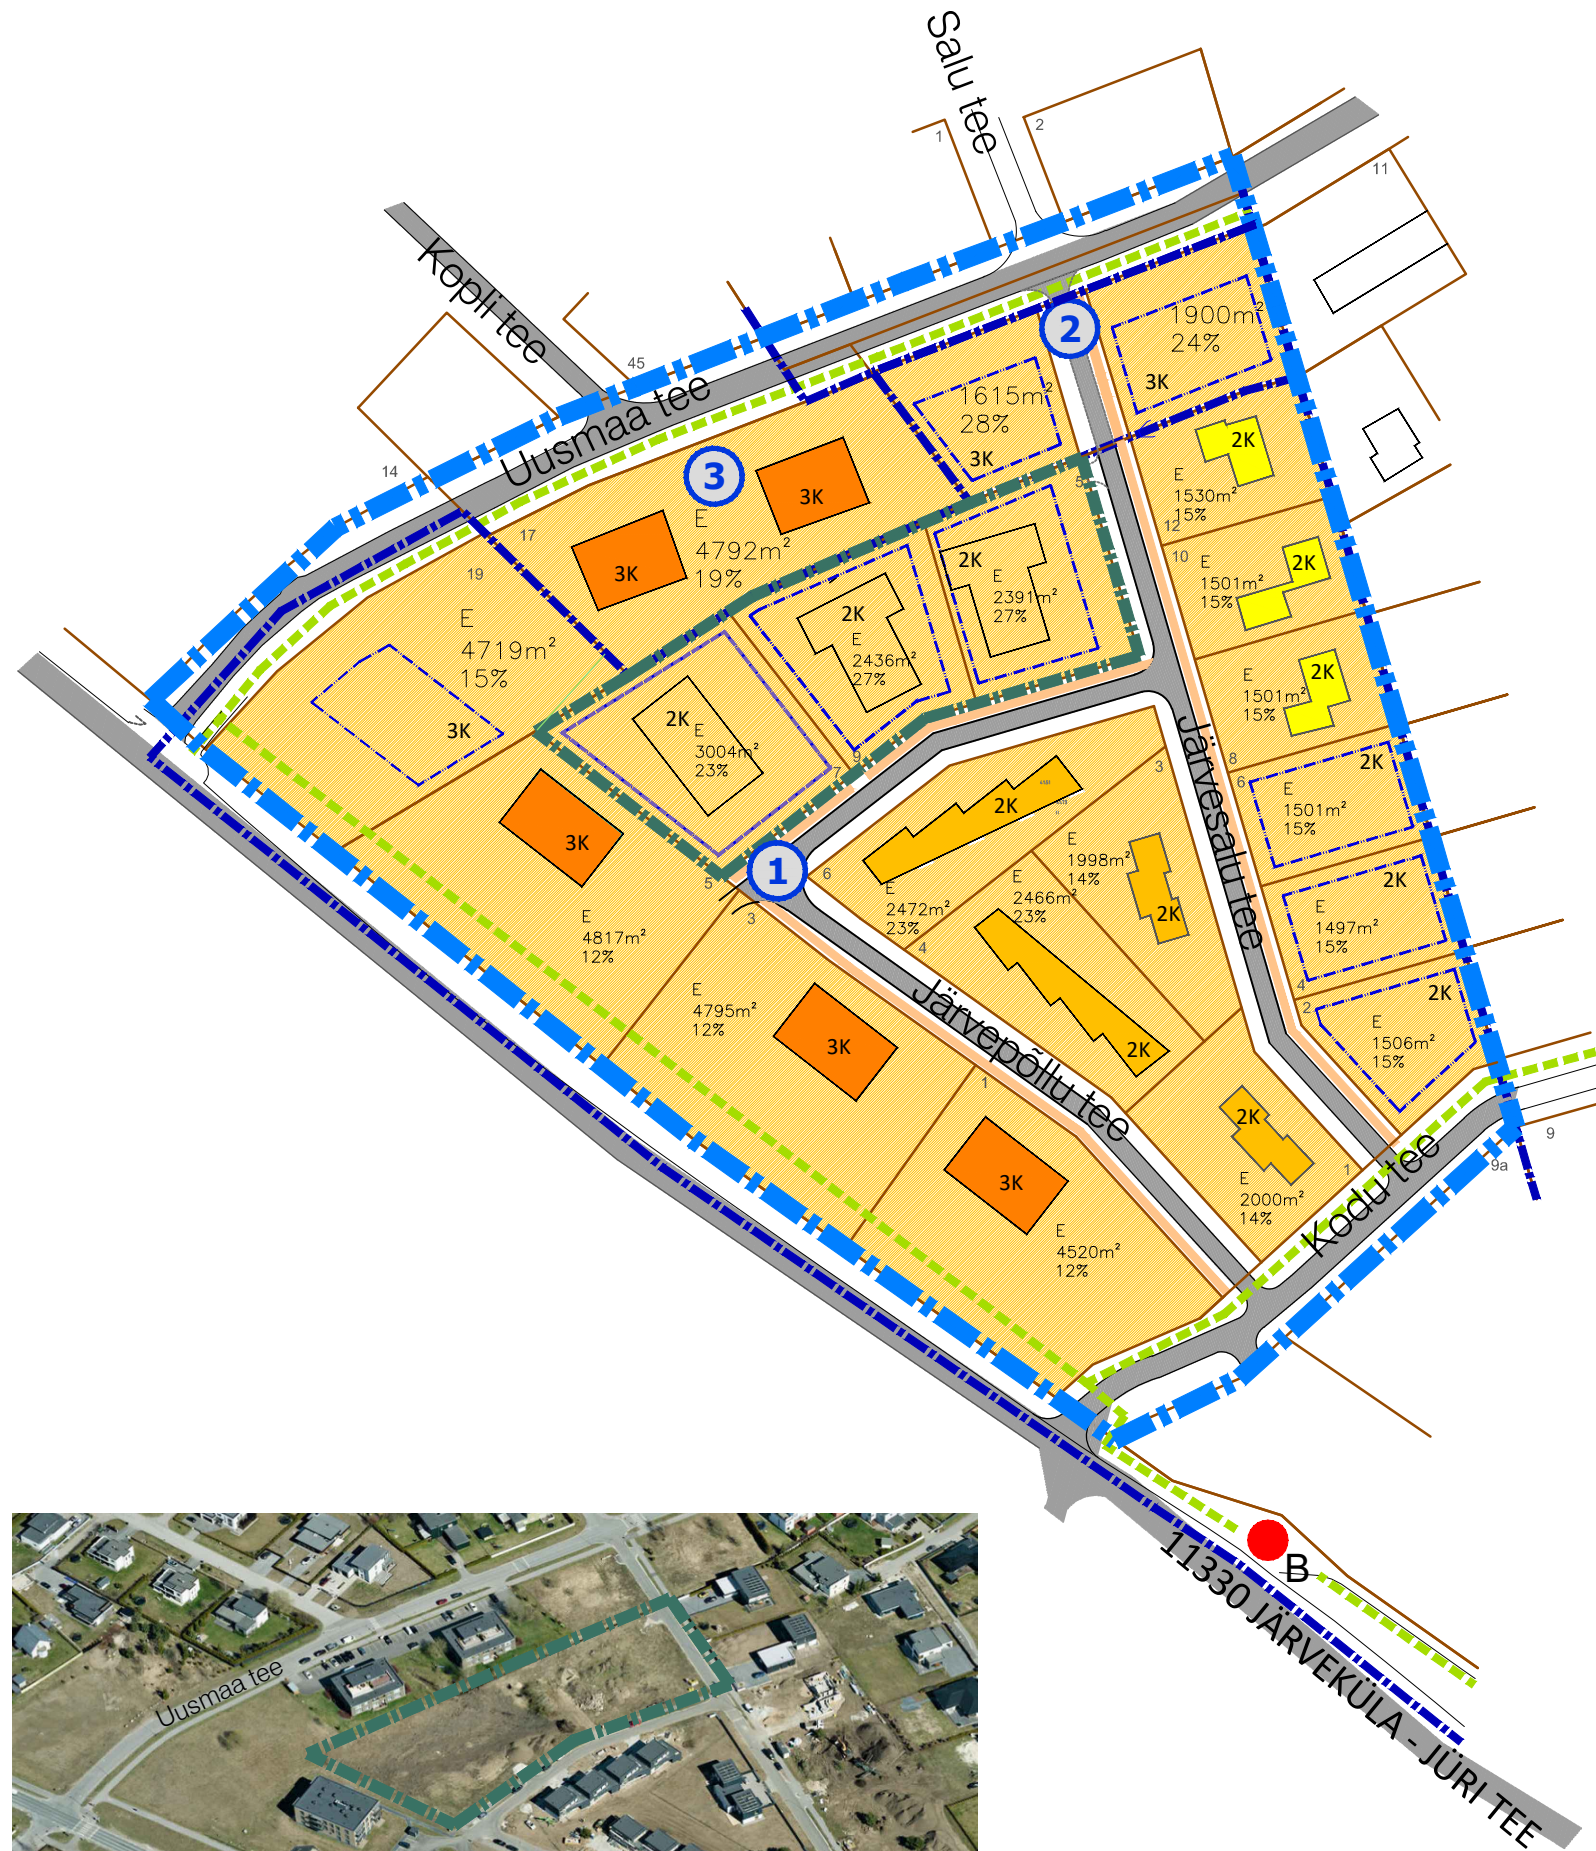 Salu tee
1
2
11
Kopli tee
45
Uusmaa tee
14
2
1900m²
24%
3K
1615m²
28%
3K
3
3K
3K
17
19
E
4792m²
19%
E
4719m²
15%
3K
5
2K
E
1530m²
15%
12
10
2K
E
1501m²
15%
2K
E
2391m²
27%
2K
E
2436m²
27%
2K
E
3004m²
23%
7
9
2K
E
1501m²
15%
8
6
2K
E
1501m²
15%
2K
E
1497m²
15%
4
2
2K
E
1506m²
15%
Järvesalu tee
3
2K
E
2472m²
23%
6
4
E
1998m²
14%
2K
E
2466m²
23%
2K
1
5
3
3K
E
4817m²
12%
E
4795m²
12%
3K
Järvepõllu tee
1
3K
E
4520m²
12%
2K
E
2000m²
14%
1
Kodu tee
9
9a
B
11330 JÄRVEKÜLA - JÜRI TEE
Uusmaa tee